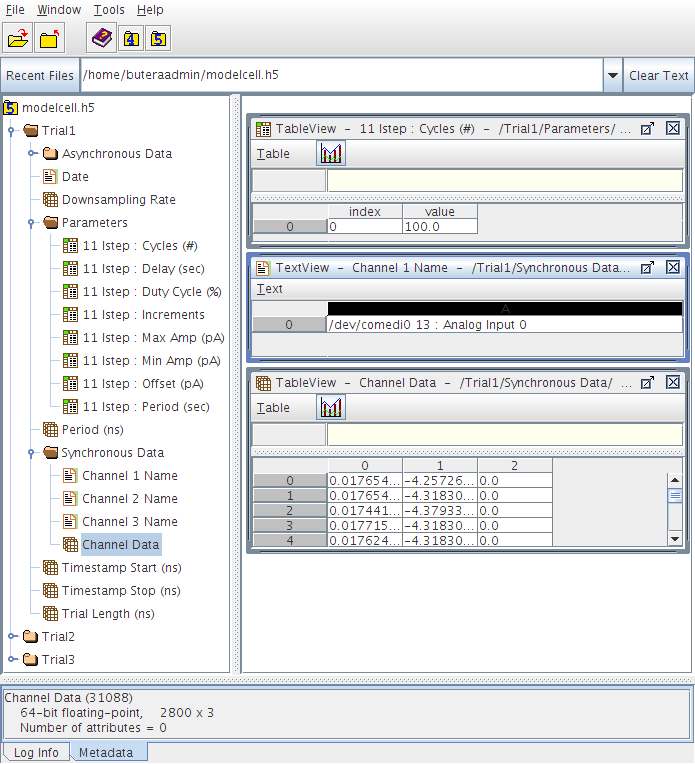 File Window Tools Help
4 5
Recent Files /home/buteraadmin/modelcell.h5 Clear Text
5 modelcell.h5
Trial1
Asynchronous Data
Date
Downsampling Rate
Parameters
11 Istep : Cycles (#)
11 Istep : Delay (sec)
11 Istep : Duty Cycle (%)
11 Istep : Increments
11 Istep : Max Amp (pA)
11 Istep : Min Amp (pA)
11 Istep : Offset (pA)
11 Istep : Period (sec)
Period (ns)
Synchronous Data
Channel 1 Name
Channel 2 Name
Channel 3 Name
Channel Data
Timestamp Start (ns)
Timestamp Stop (ns)
Trial Length (ns)
Trial2
Trial3
TableView - 11 Istep : Cycles (#) - /Trial1/Parameters/ ...
Table
index value
0 0 100.0
TextView - Channel 1 Name - /Trial1/Synchronous Data...
Text
A
0 /dev/comedi0 13 : Analog Input 0
TableView - Channel Data - /Trial1/Synchronous Data/ ...
Table
0 1 2
0 0.017654... -4.25726... 0.0
1 0.017654... -4.31830... 0.0
2 0.017441... -4.37933... 0.0
3 0.017715... -4.31830... 0.0
4 0.017624... -4.31830... 0.0
Channel Data (31088)
64-bit floating-point, 2800 x 3
Number of attributes = 0
Log Info Metadata